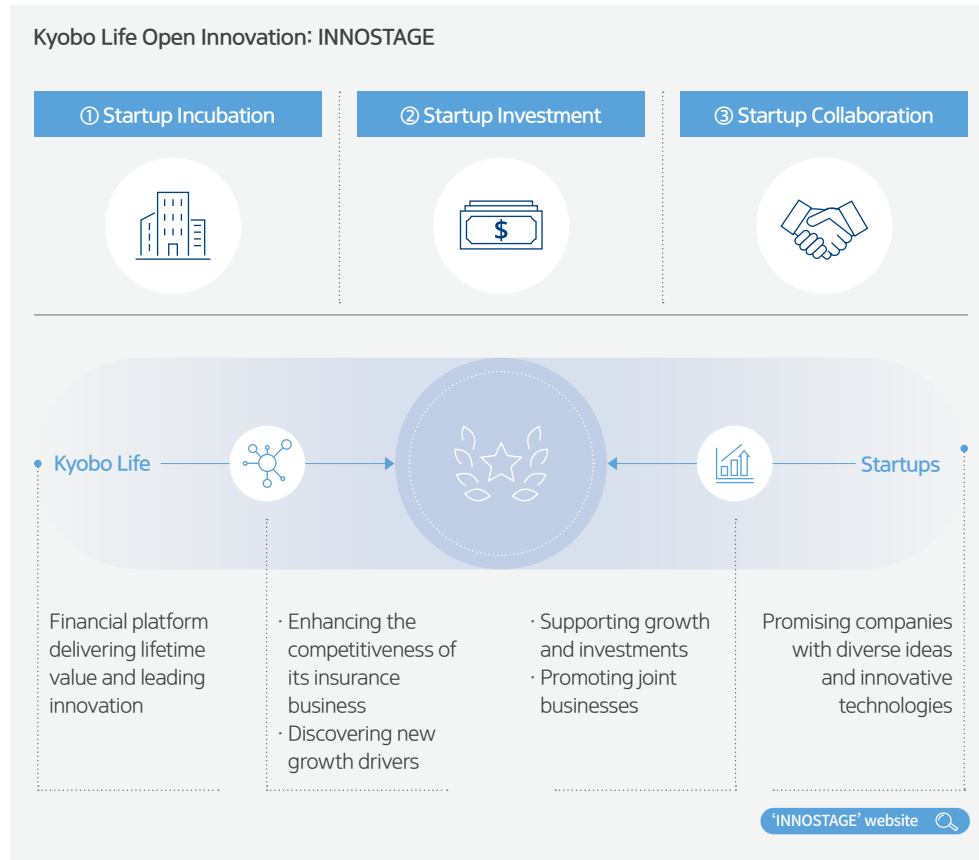 Kyobo Life Open Innovation: INNOSTAGE
① Startup Incubation
② Startup Investment
$
③ Startup Collaboration
Kyobo Life
Startups
Financial platform
delivering lifetime
value and leading
innovation
· Enhancing the
competitiveness of
its insurance
business
· Discovering new
growth drivers
· Supporting growth
and investments
· Promoting joint
businesses
Promising companies
with diverse ideas
and innovative
technologies
'INNOSTAGE' website